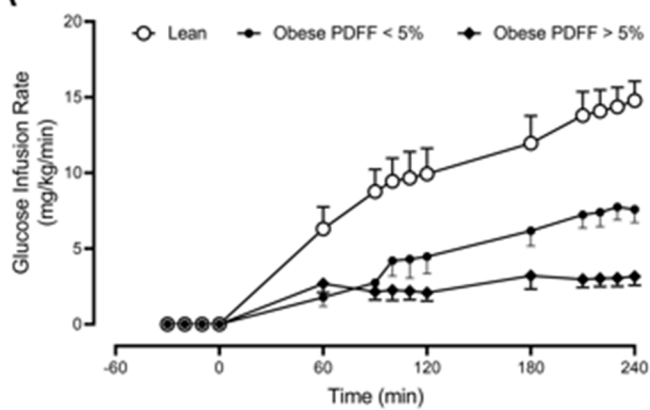 20
Lean
Obese PDFF < 5%
Obese PDFF > 5%
15
10
5
0
Glucose Infusion Rate
(mg/kg/min)
-60
0
60
120
180
240
Time (min)